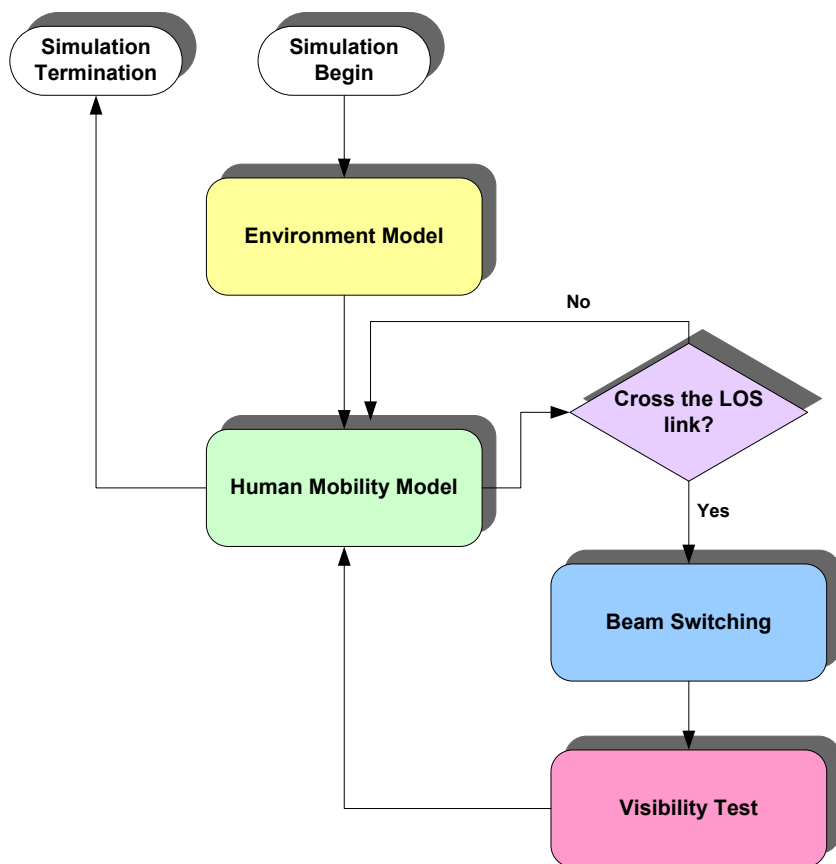 Simulation
Termination
Simulation
Begin
Environment Model
No
Cross the LOS
link?
Human Mobility Model
Yes
Beam Switching
Visibility Test